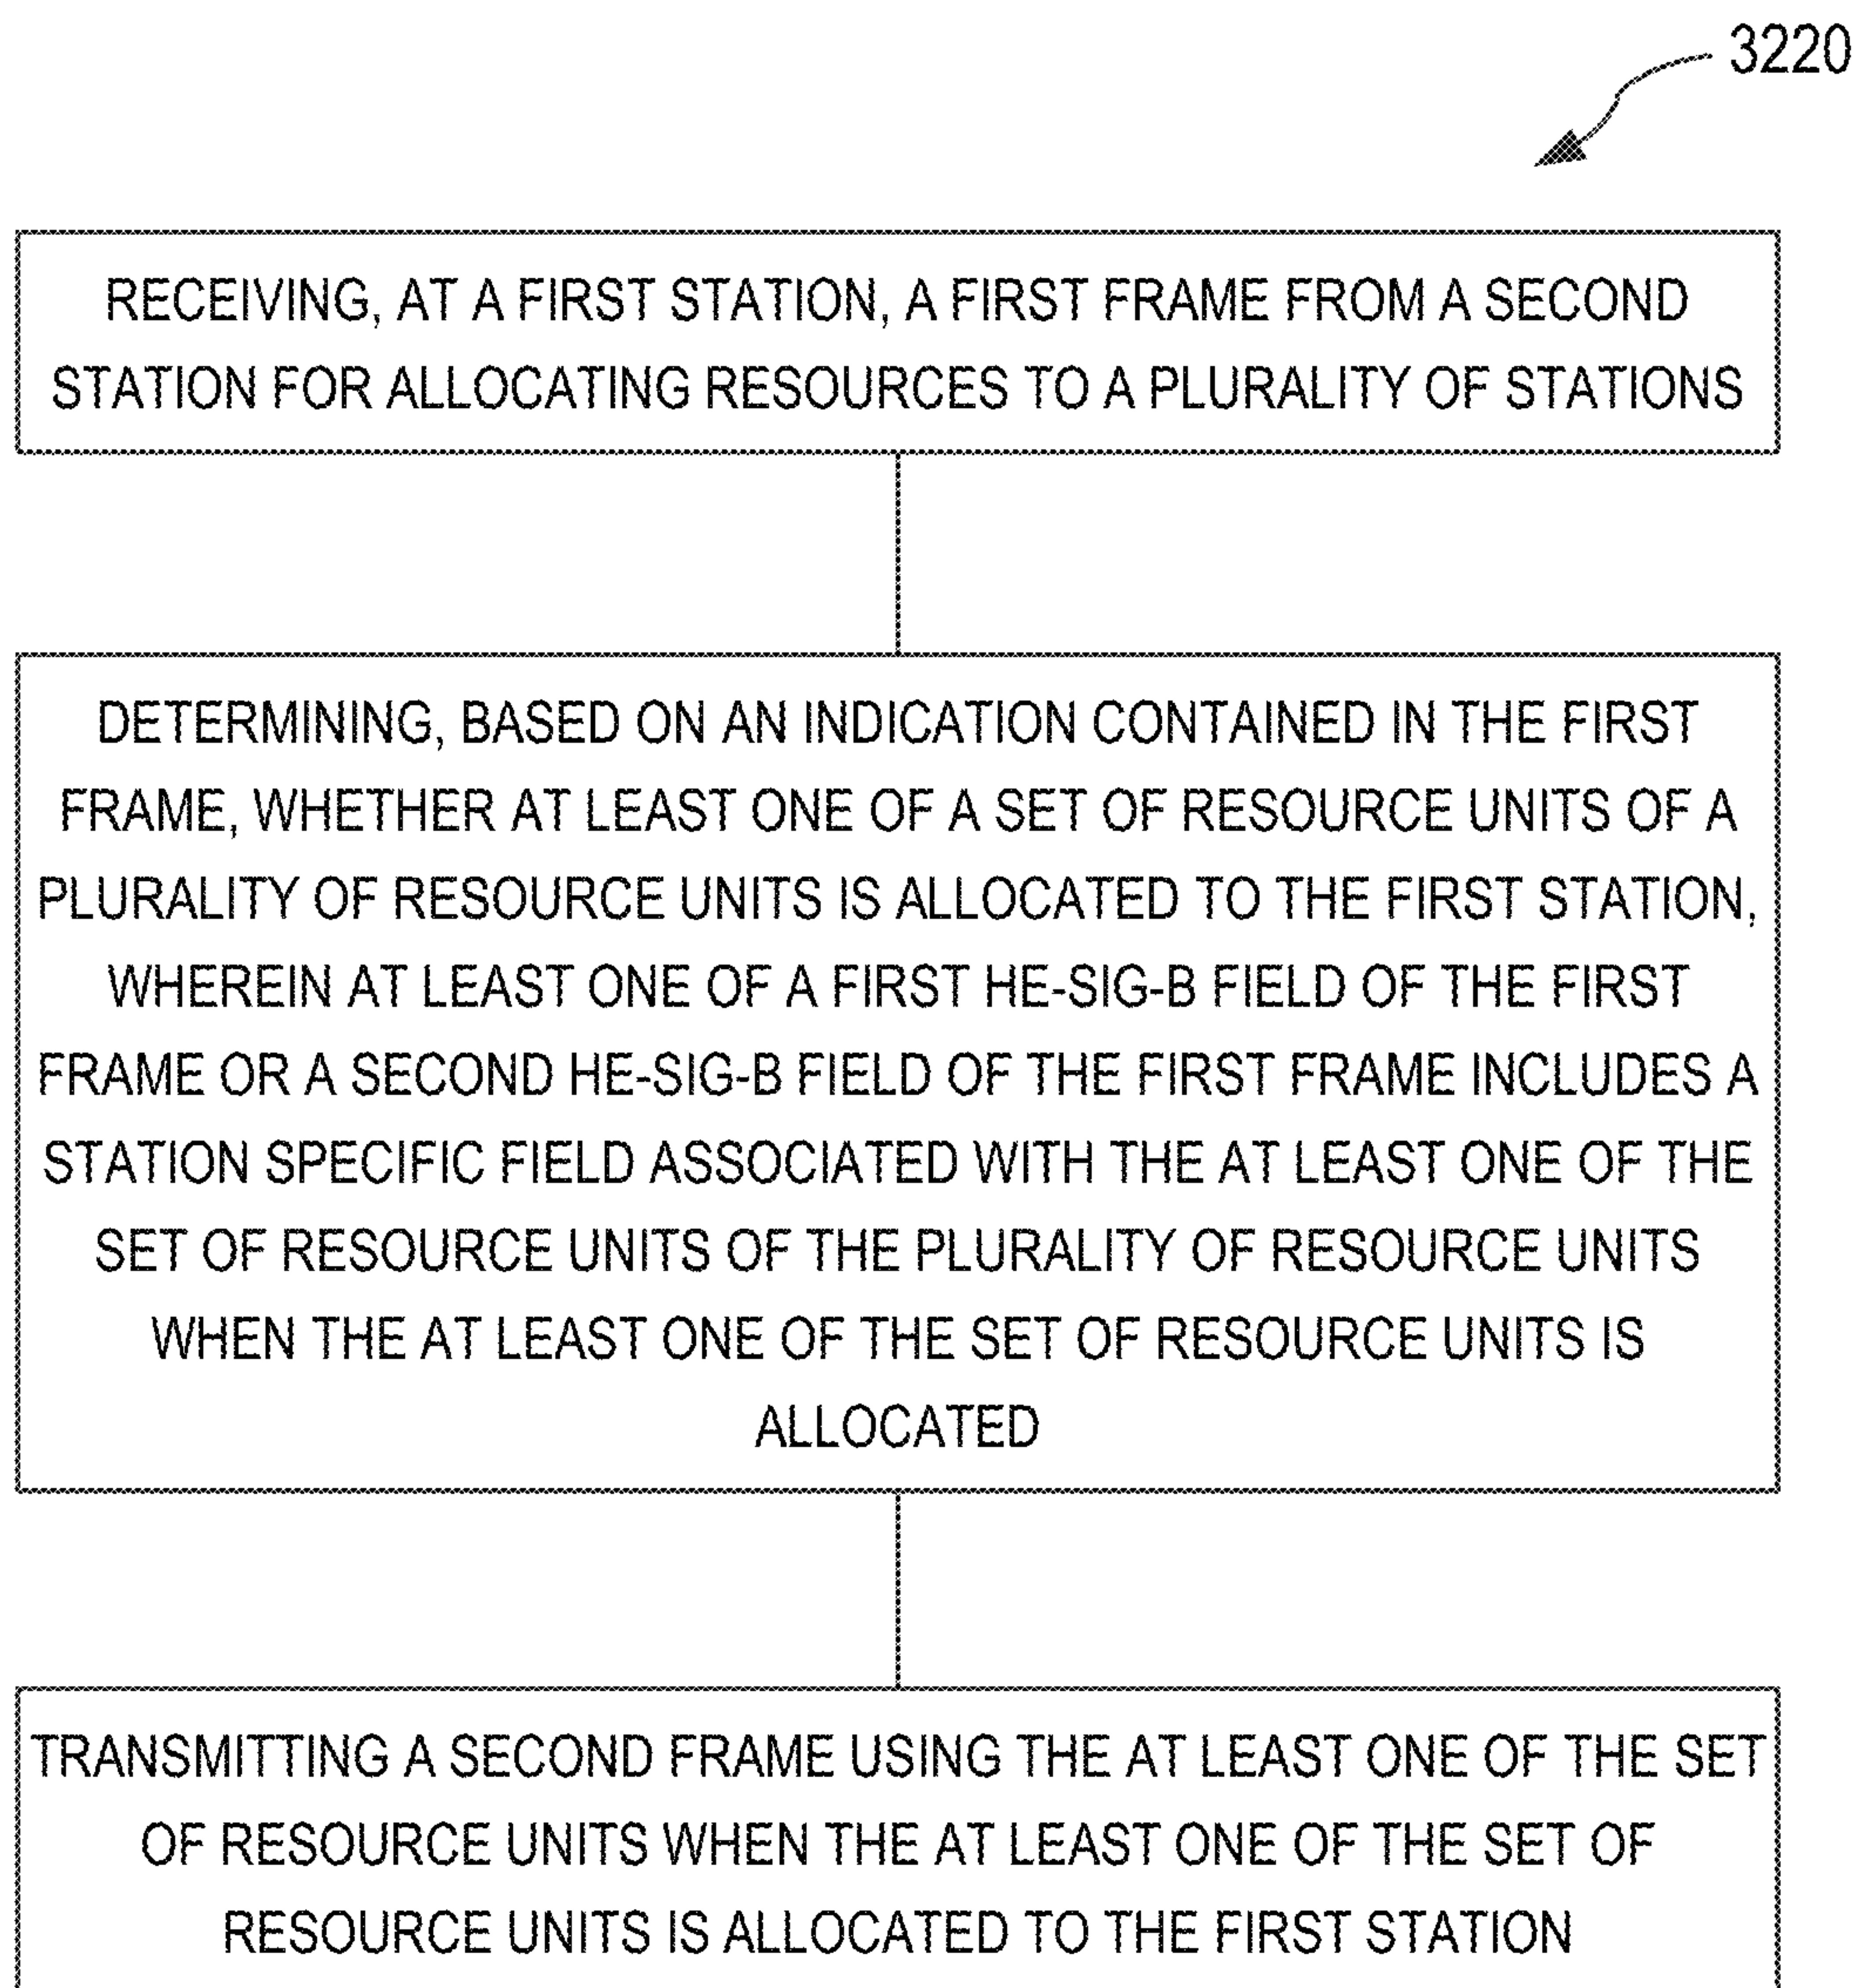 3220
RECEIVING, AT A FIRST STATION, A FIRST FRAME FROM A SECOND
STATION FOR ALLOCATING RESOURCES TO A PLURALITY OF STATIONS
DETERMINING, BASED ON AN INDICATION CONTAINED IN THE FIRST
FRAME, WHETHER AT LEAST ONE OF A SET OF RESOURCE UNITS OF A
PLURALITY OF RESOURCE UNITS IS ALLOCATED TO THE FIRST STATION,
WHEREIN AT LEAST ONE OF A FIRST HE-SIG-B FIELD OF THE FIRST
FRAME OR A SECOND HE-SIG-B FIELD OF THE FIRST FRAME INCLUDES A
STATION SPECIFIC FIELD ASSOCIATED WITH THE AT LEAST ONE OF THE
SET OF RESOURCE UNITS OF THE PLURALITY OF RESOURCE UNITS
WHEN THE AT LEAST ONE OF THE SET OF RESOURCE UNITS IS
ALLOCATED
TRANSMITTING A SECOND FRAME USING THE AT LEAST ONE OF THE SET
OF RESOURCE UNITS WHEN THE AT LEAST ONE OF THE SET OF
RESOURCE UNITS IS ALLOCATED TO THE FIRST STATION